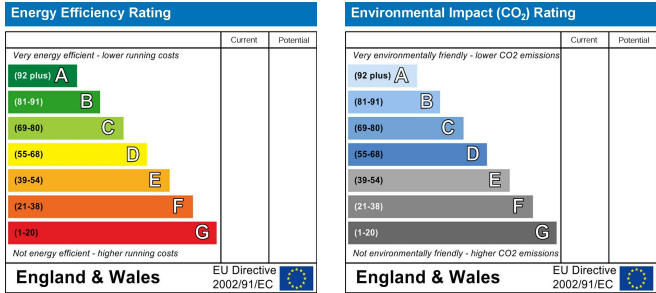 Energy Efficiency Rating
Current Potential
Very energy efficient - lower running costs
(92 plus) A
(81-91) B
(69-80) C
(55-68) D
(39-54) E
(21-38) F
(1-20) G
Not energy efficient - higher running costs
England & Wales
EU Directive
2002/91/EC
Environmental Impact (CO₂) Rating
Current Potential
Very environmentally friendly - lower CO2 emissions
(92 plus) A
(81-91) B
(69-80) C
(55-68) D
(39-54) E
(21-38) F
(1-20) G
Not environmentally friendly - higher CO2 emissions
England & Wales
EU Directive
2002/91/EC